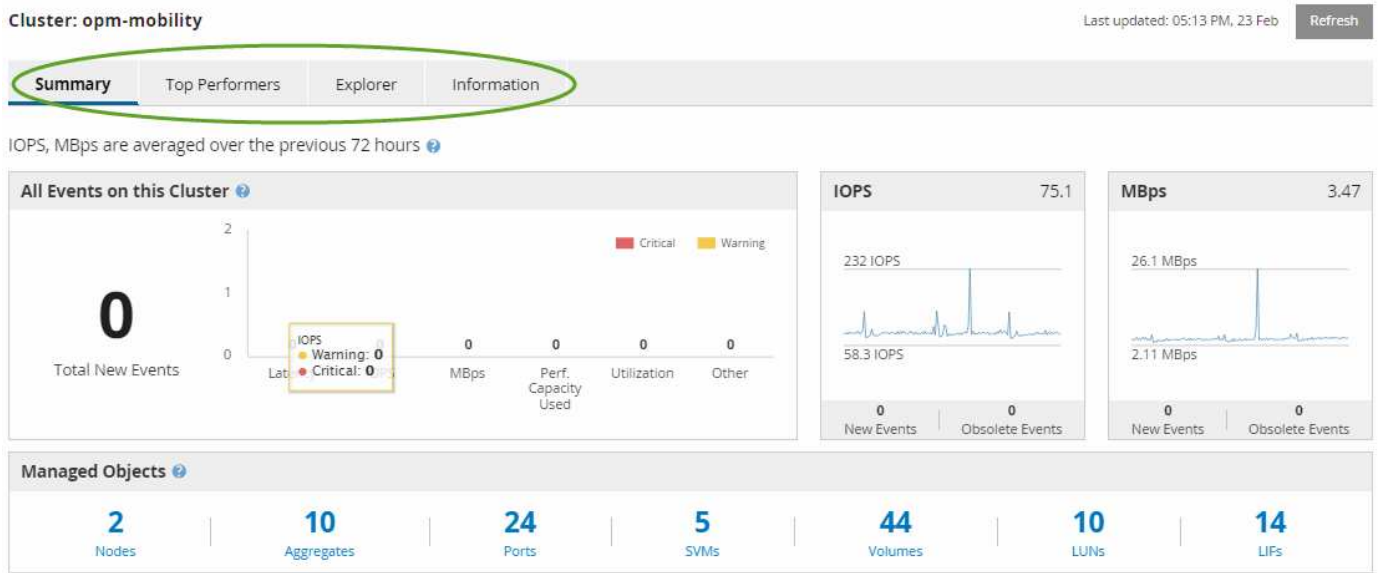 Cluster: opm-mobility
Last updated: 05:13 PM, 23 Feb
Refresh
Summary
Top Performers
Explorer
Information
IOPS, MBps are averaged over the previous 72 hours
All Events on this Cluster
0
Total New Events
2
1
0
Critical
Warning
IOPS
Warning: 0
Critical: 0
0
0
0
0
MBps
Perf.
Capacity
Used
Utilization
Other
IOPS 75.1
232 IOPS
58.3 IOPS
0
New Events
0
Obsolete Events
MBps 3.47
26.1 MBps
2.11 MBps
0
New Events
0
Obsolete Events
Managed Objects
2
Nodes
10
Aggregates
24
Ports
5
SVMs
44
Volumes
10
LUNs
14
LIFs